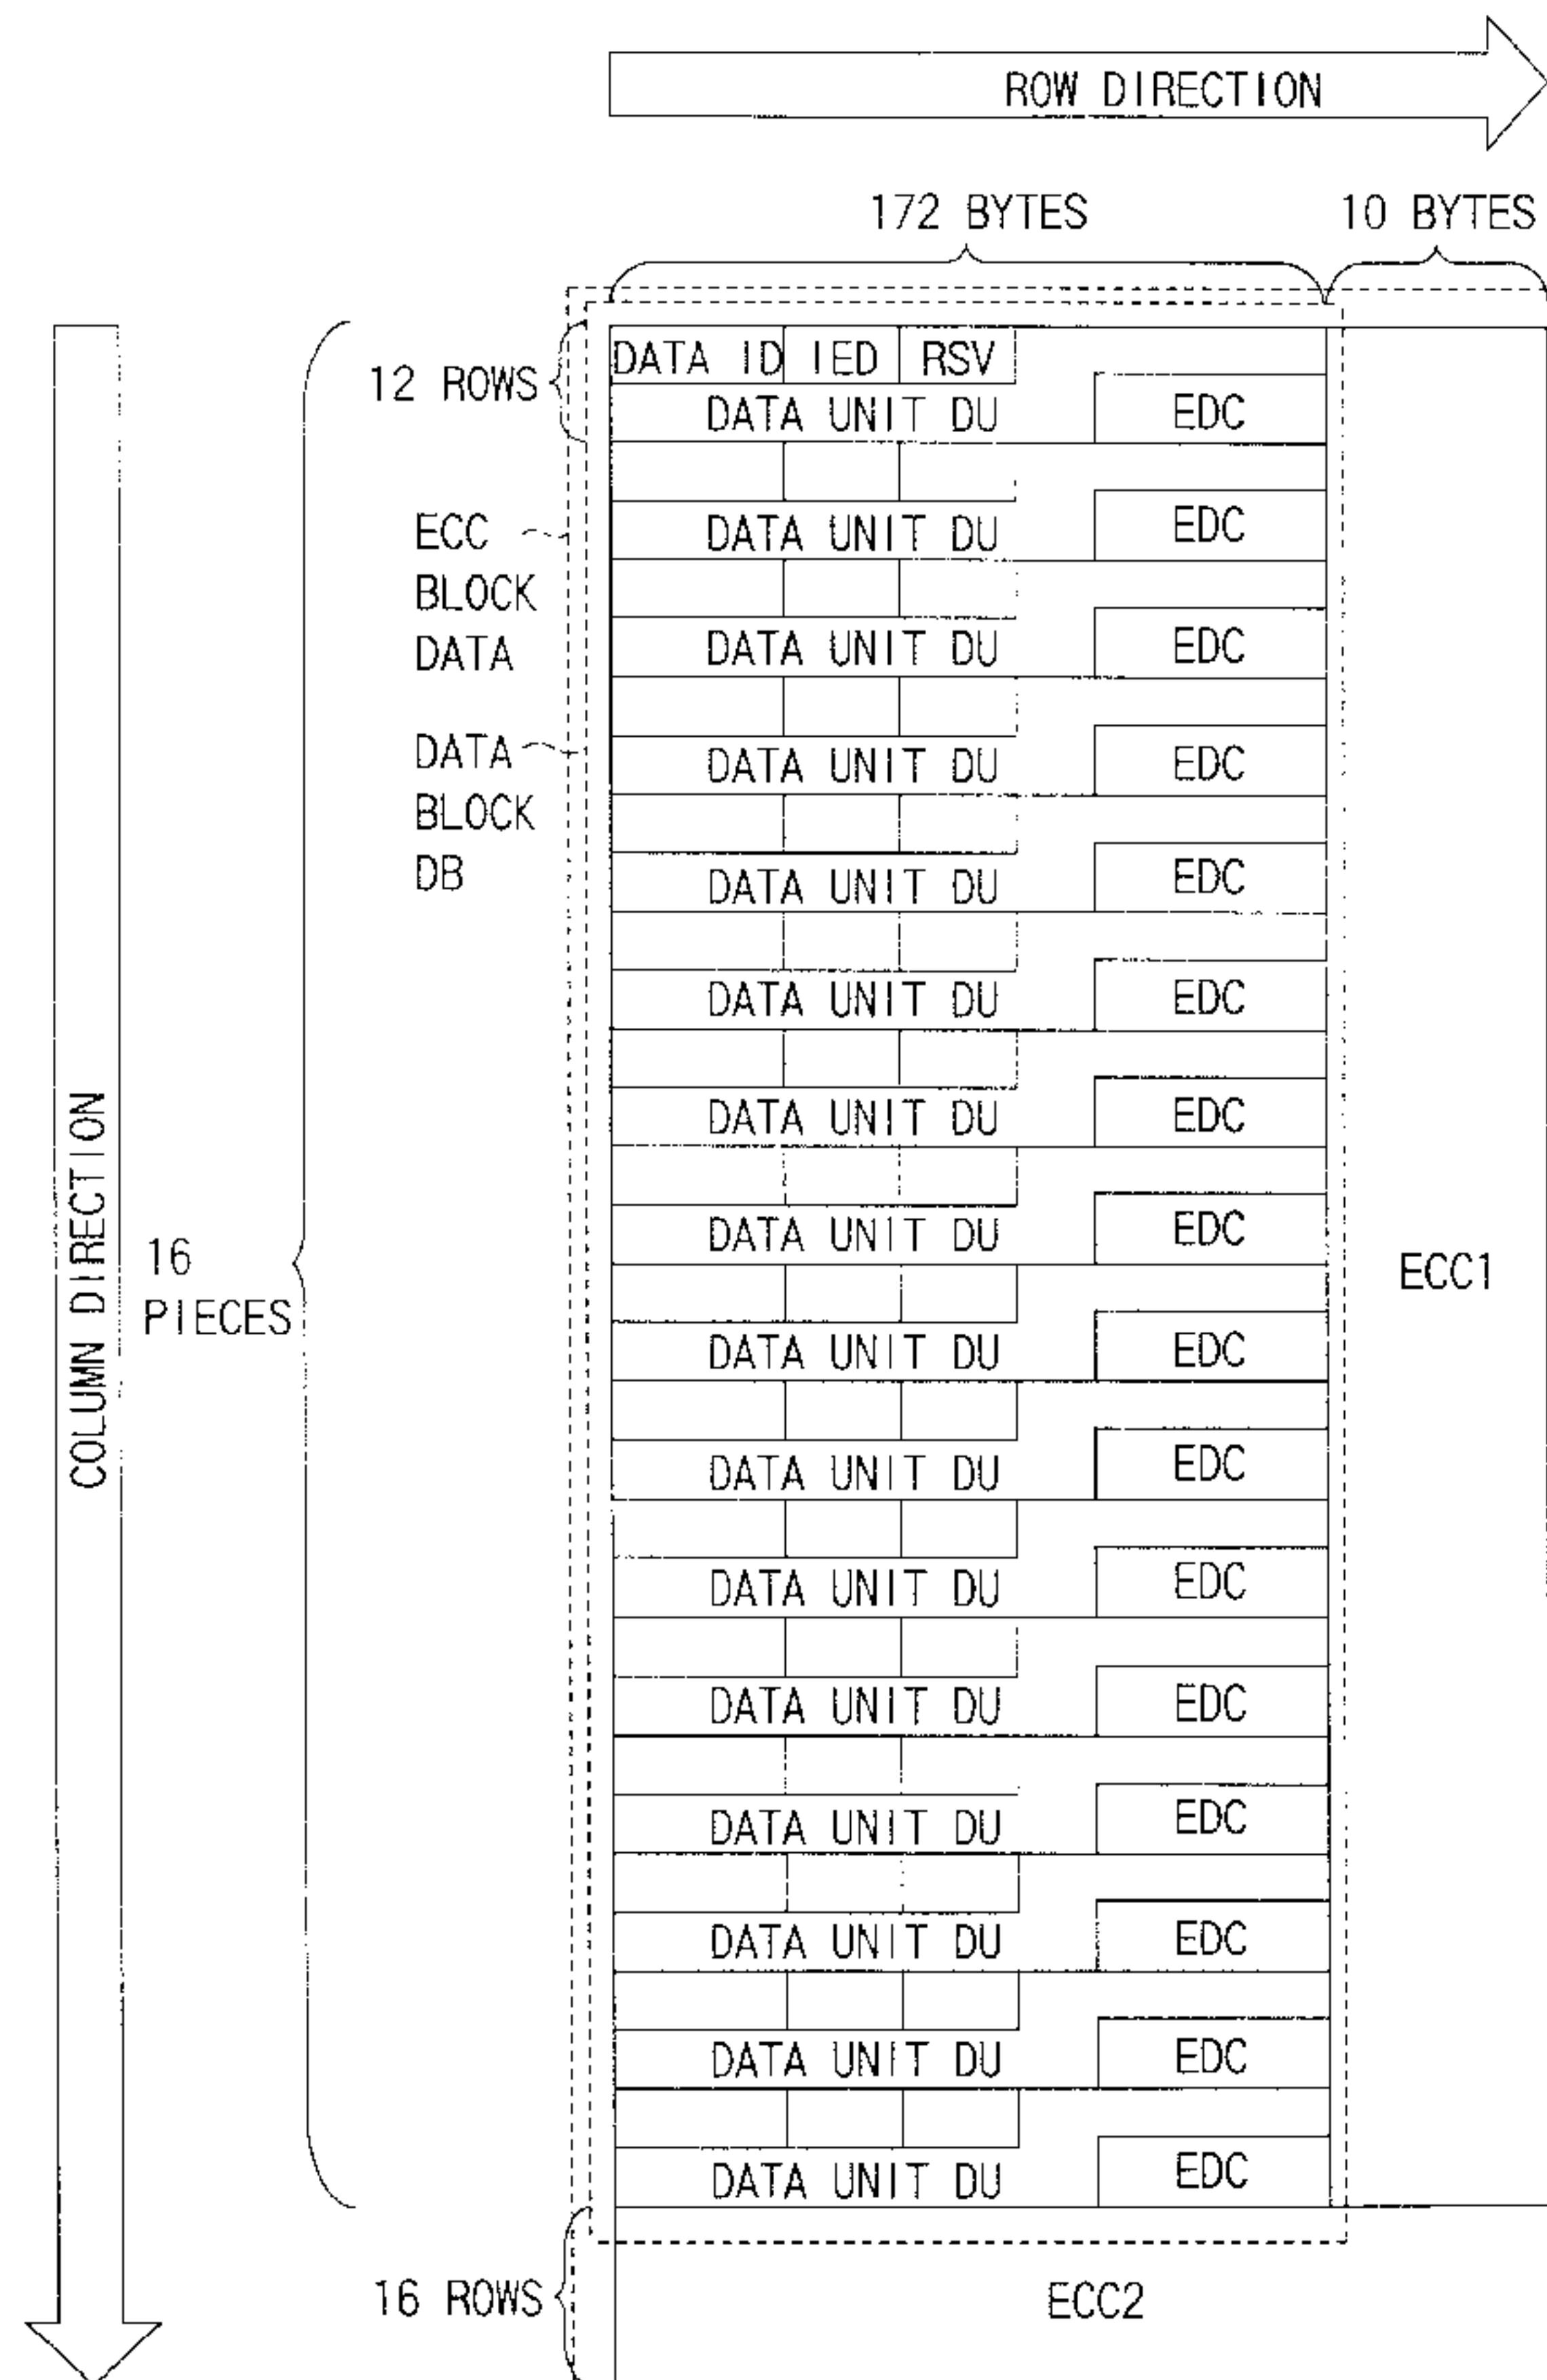 ROW DIRECTION
172 BYTES 10 BYTES
12 ROWS
DATA ID IED RSV
DATA UNIT DU EDC
DATA UNIT DU EDC
ECC
BLOCK
DATA
DATA UNIT DU EDC
DATA UNIT DU EDC
DATA
BLOCK
DB
DATA UNIT DU EDC
DATA UNIT DU EDC
DATA UNIT DU EDC
DATA UNIT DU EDC
COLUMN DIRECTION
16
PIECES
ECC1
DATA UNIT DU EDC
DATA UNIT DU EDC
DATA UNIT DU EDC
DATA UNIT DU EDC
DATA UNIT DU EDC
DATA UNIT DU EDC
DATA UNIT DU EDC
DATA UNIT DU EDC
16 ROWS
ECC2